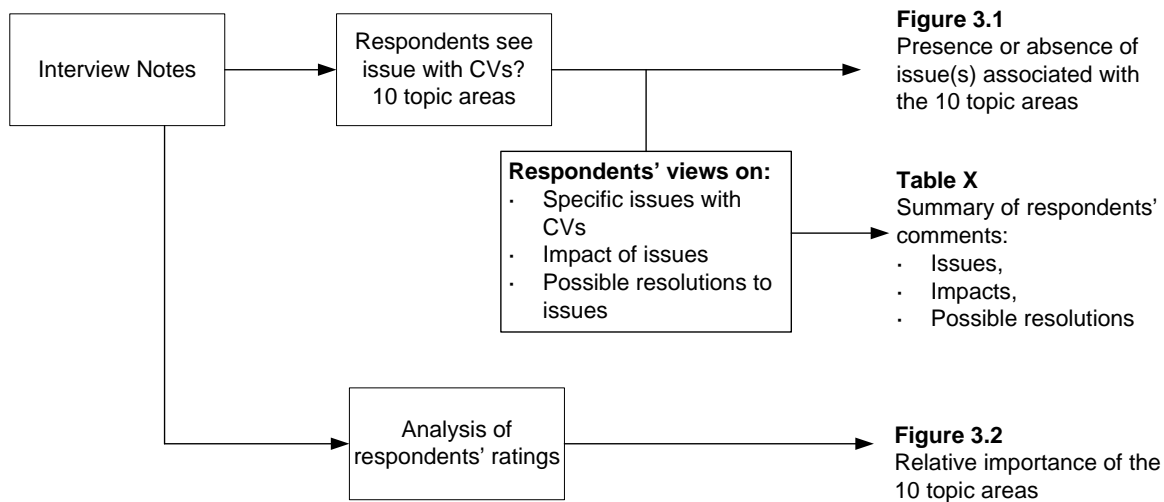 Interview Notes
Respondents see
issue with CVs?
10 topic areas
Figure 3.1
Presence or absence of
issue(s) associated with
the 10 topic areas
Respondents’ views on:
· Specific issues with
CVs
· Impact of issues
· Possible resolutions to
issues
Table X
Summary of respondents’
comments:
· Issues,
· Impacts,
· Possible resolutions
Analysis of
respondents’ ratings
Figure 3.2
Relative importance of the
10 topic areas